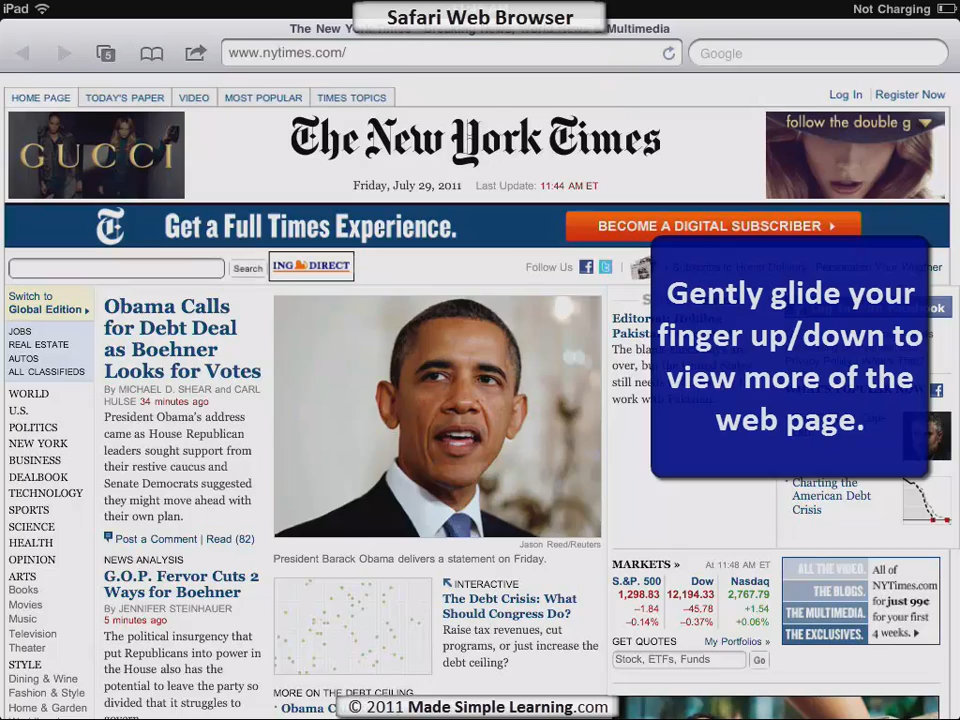 iPad
Safari Web Browser
Not Charging
The New York Times
Multimedia
5
www.nytimes.com/
Google
HOME PAGE
TODAY'S PAPER
VIDEO
MOST POPULAR
TIMES TOPICS
Log In
Register Now
GUCCI
The New York Times
follow the double g
Friday, July 29, 2011
Last Update: 11:44 AM ET
Get a Full Times Experience.
BECOME A DIGITAL SUBSCRIBER
Search
ING DIRECT
Follow Us
Gently glide your
finger up/down to
view more of the
web page.
Switch to
Global Edition
JOBS
REAL ESTATE
AUTOS
ALL CLASSIFIEDS
WORLD
U.S.
POLITICS
NEW YORK
BUSINESS
DEALBOOK
TECHNOLOGY
SPORTS
SCIENCE
HEALTH
OPINION
ARTS
Books
Movies
Music
Television
Theater
STYLE
Dining & Wine
Fashion & Style
Home & Garden
Obama Calls
for Debt Deal
as Boehner
Looks for Votes
By MICHAEL D. SHEAR and CARL
HULSE 34 minutes ago
President Obama's address
came as House Republican
leaders sought support from
their restive caucus and
Senate Democrats suggested
they might move ahead with
their own plan.
Post a Comment | Read (82)
NEWS ANALYSIS
G.O.P. Fervor Cuts 2
Ways for Boehner
By JENNIFER STEINHAUER
5 minutes ago
The political insurgency that
put Republicans into power in
the House also has the
potential to leave the party so
divided that it struggles to
Jason Reed/Reuters
President Barack Obama delivers a statement on Friday.
INTERACTIVE
The Debt Crisis: What
Should Congress Do?
Raise tax revenues, cut
programs, or just increase the
debt ceiling?
MORE ON THE DEBT CEILING
Charting the
American Debt
Crisis
MARKETS »
At 11:48 AM ET
S.&P. 500
Dow
Nasdaq
1,298.83
12,194.33
2,767.79
–1.84
–45.78
+1.54
–0.14%
–0.37%
+0.06%
GET QUOTES
My Portfolios »
Stock, ETFs, Funds
Go
ALL THE VIDEO.
THE BLOGS.
THE MULTIMEDIA.
THE EXCLUSIVES.
All of
NYTimes.com
for just 99¢
for your first
4 weeks.
© 2011 Made Simple Learning.com